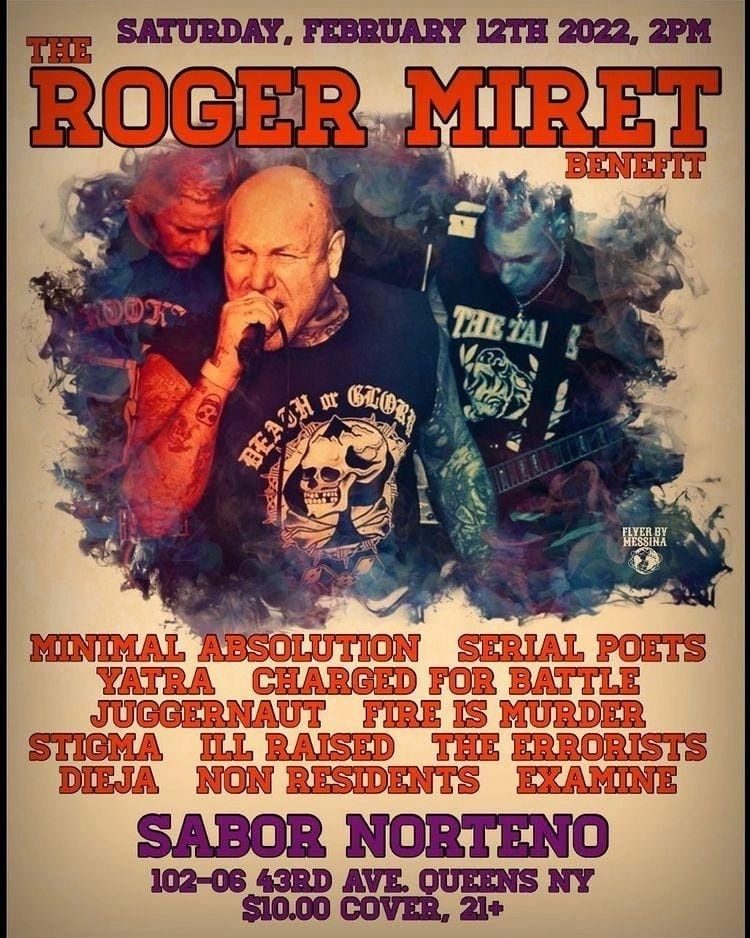 SATURDAY, FEBRUARY 12TH 2022, 2PM
THE
ROGER MIRET
BENEFIT
DEATH or GLORY
FLYER BY
MESSINA
MINIMAL ABSOLUTION SERIAL POETS
YATRA CHARGED FOR BATTLE
JUGGERNAUT FIRE IS MURDER
STIGMA ILL RAISED THE ERRORISTS
DIEJA NON RESIDENTS EXAMINE
SABOR NORTENO
102-06 43RD AVE. QUEENS NY
$10.00 COVER, 21+